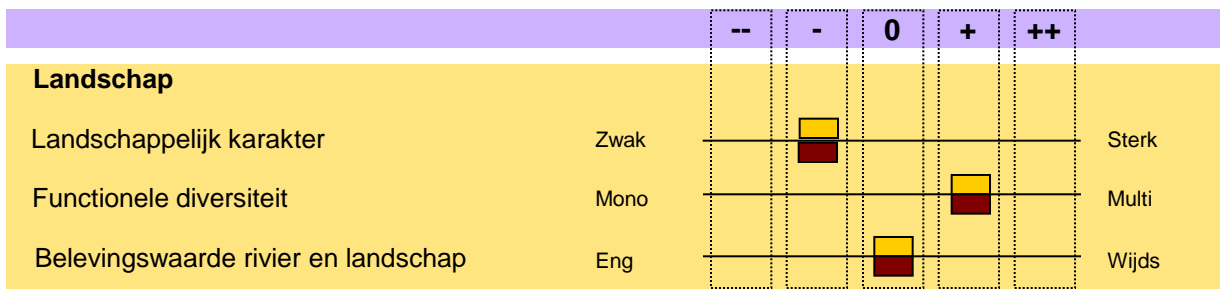 -- - 0 + ++
Landschap
Landschappelijk karakter Zwak Sterk
Functionele diversiteit Mono Multi
Belevingswaarde rivier en landschap Eng Wijds